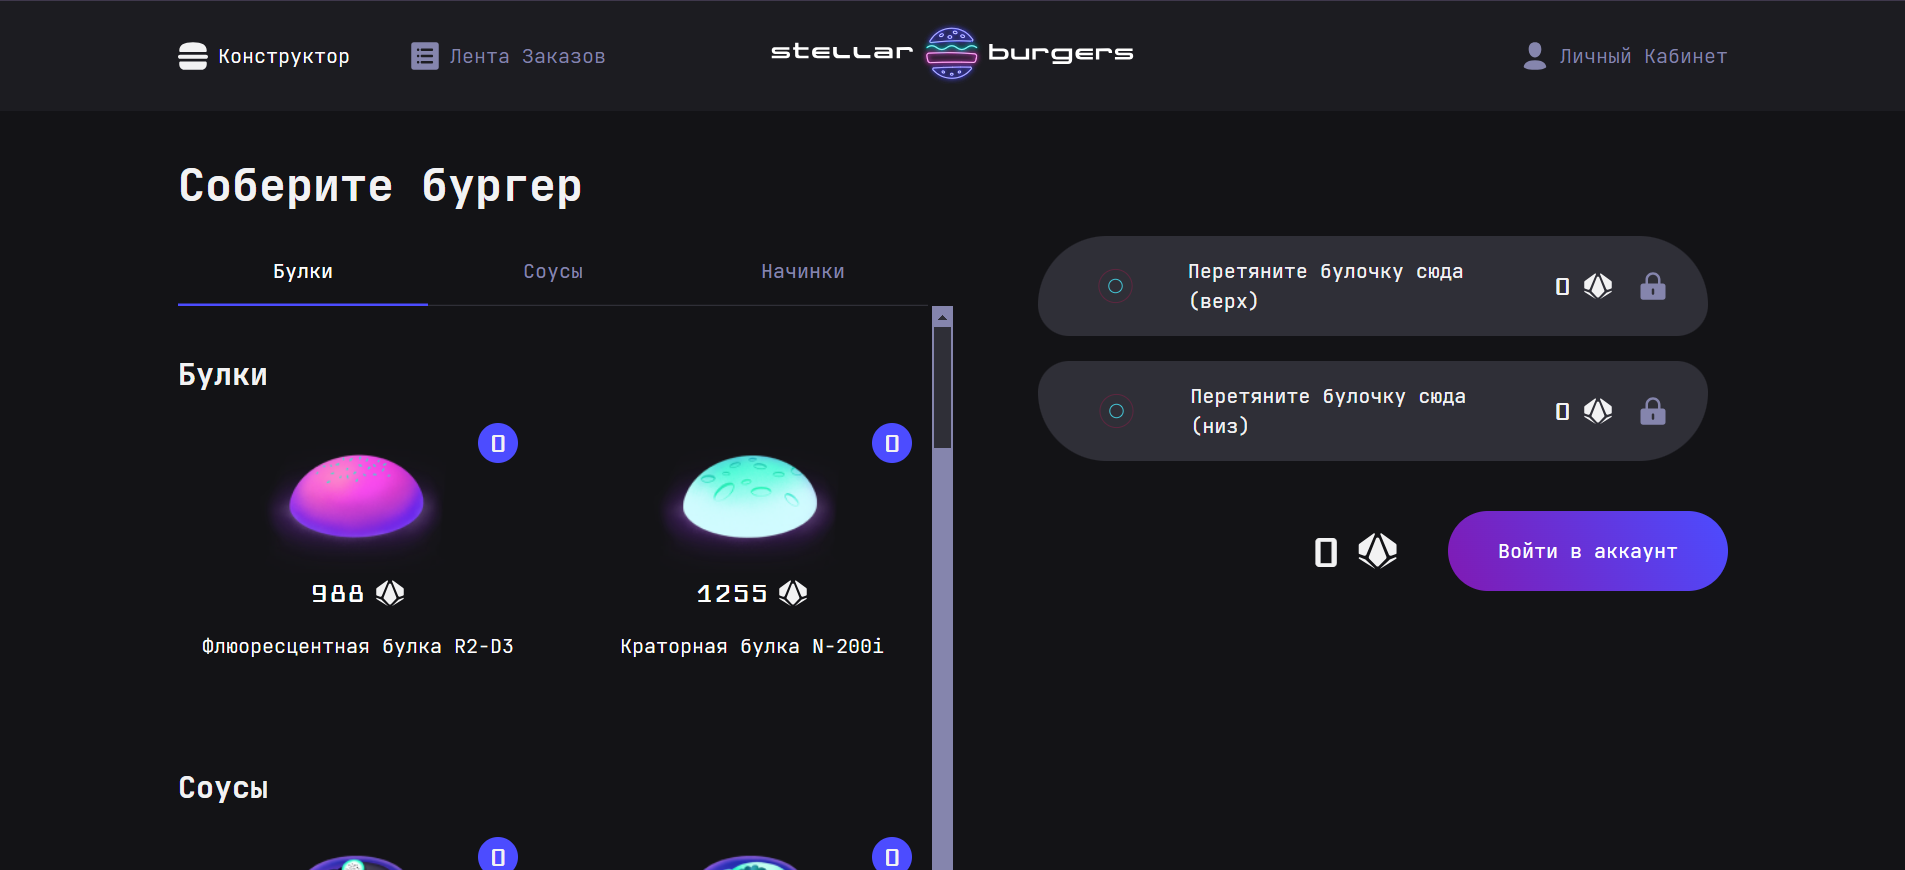 Конструктор
Лента Заказов
stellar burgers
Личный Кабинет
Соберите бургер
Булки
Соусы
Начинки
Булки
0
0
988
1255
Флюоресцентная булка R2-D3
Краторная булка N-200i
Соусы
0
0
Перетяните булочку сюда
(верх)
0
Перетяните булочку сюда
(низ)
0
0
Войти в аккаунт